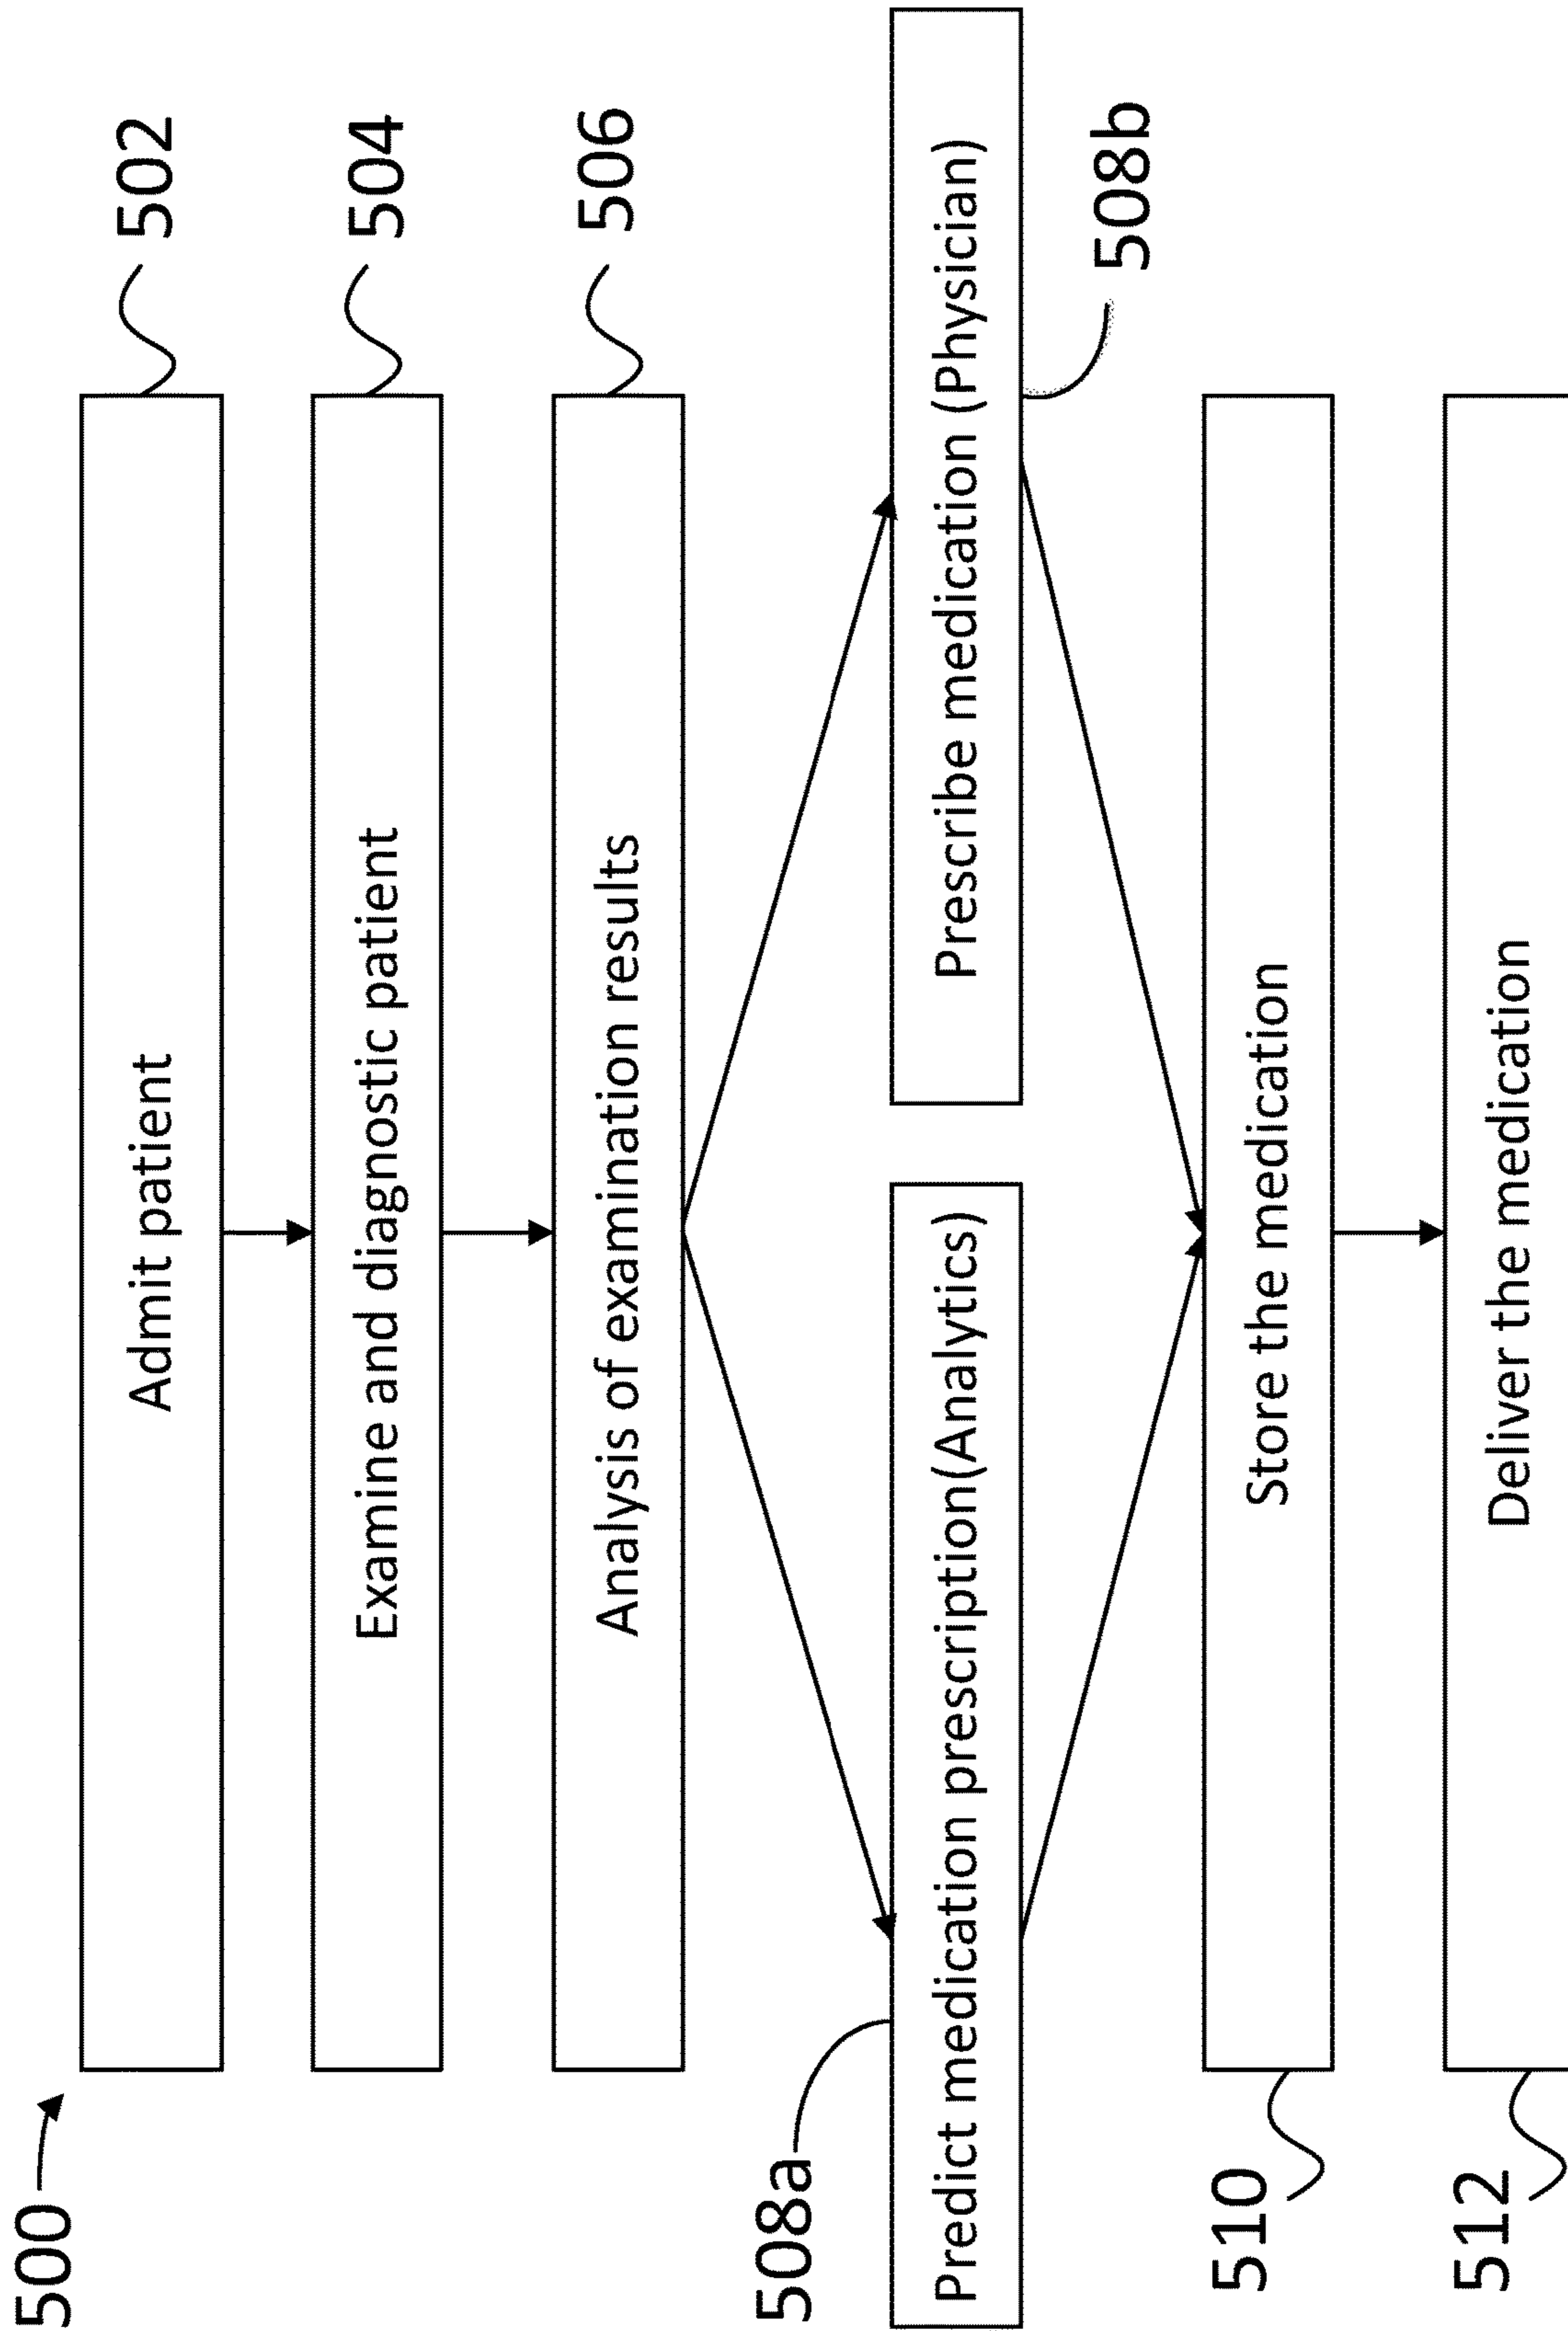 500
Admit patient
502
Examine and diagnostic patient
504
Analysis of examination results
506
508a
Predict medication prescription(Analytics)
Prescribe medication (Physician)
508b
510
Store the medication
512
Deliver the medication